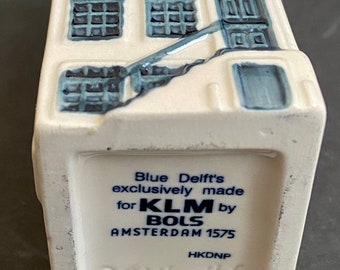 Blue Delft's
exclusively made
for KLM by
BOLS
AMSTERDAM 1575
HKDNP